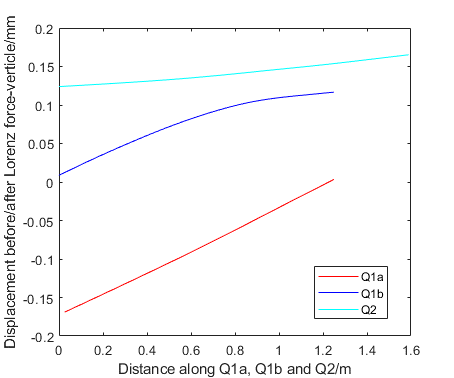 Displacement before/after Lorenz force-verticle/mm
0.2
0.15
0.1
0.05
0
-0.05
-0.1
-0.15
-0.2
0 0.2 0.4 0.6 0.8 1 1.2 1.4 1.6
Distance along Q1a, Q1b and Q2/m
Q1a
Q1b
Q2